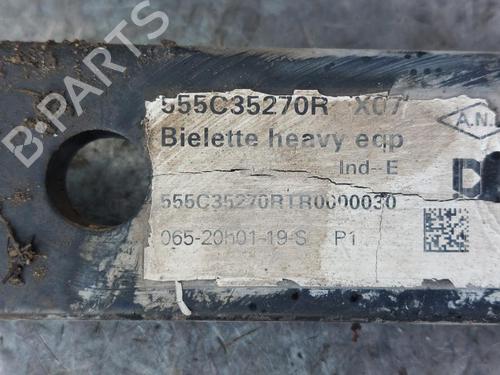 B-PARTS
555C35270R X07
Bielette heavy eqp
Ind-E
555C35270RTR0000030
065-20h01-19-S P1
A.N.
D